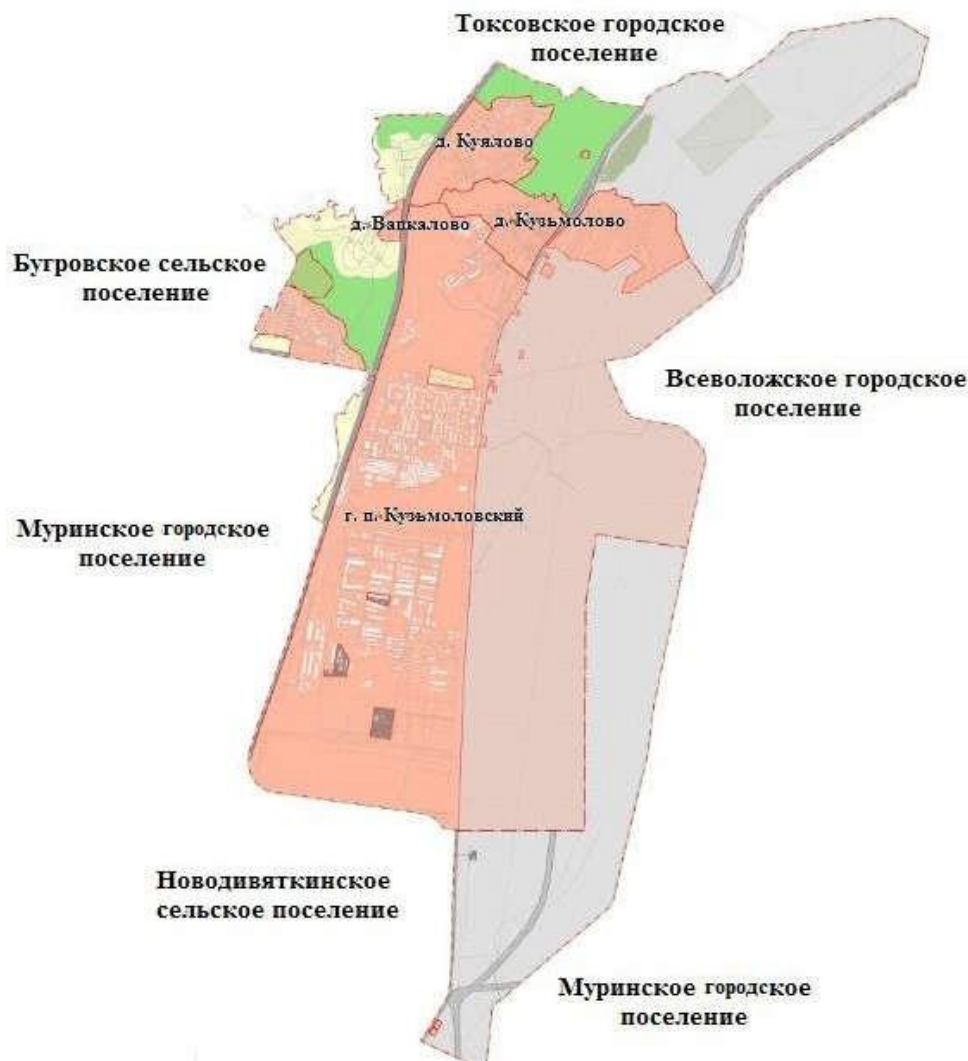 Токсовское городское
поселение
д. Куялово
д. Вапкалово
д. Кузьмолово
Бугровское сельское
поселение
Всеволожское городское
поселение
г. п. Кузьмоловский
Муринское городское
поселение
Новодивяткинское
сельское поселение
Муринское городское
поселение